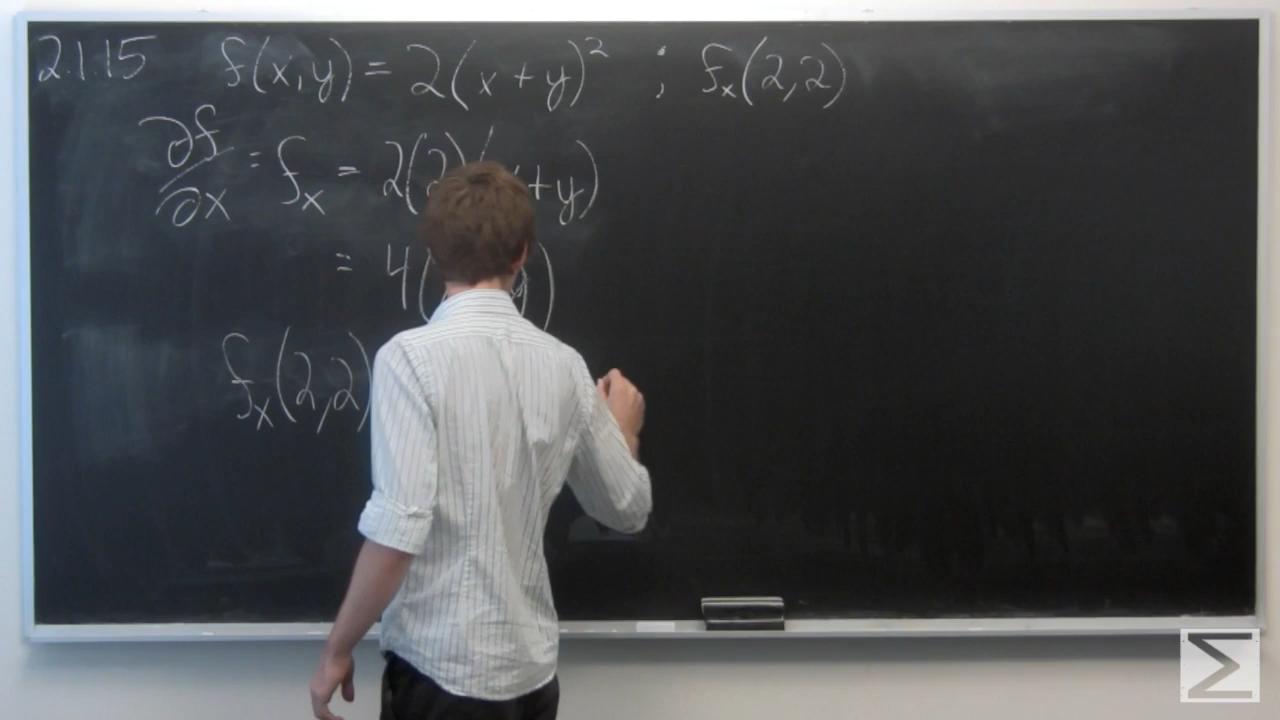 2.1.15 f(x,y) = 2(x+y)² ; fₓ(2,2)
∂f/∂x = fₓ = 2(2)( +y)
= 4( )
fₓ(2,2)
Σ